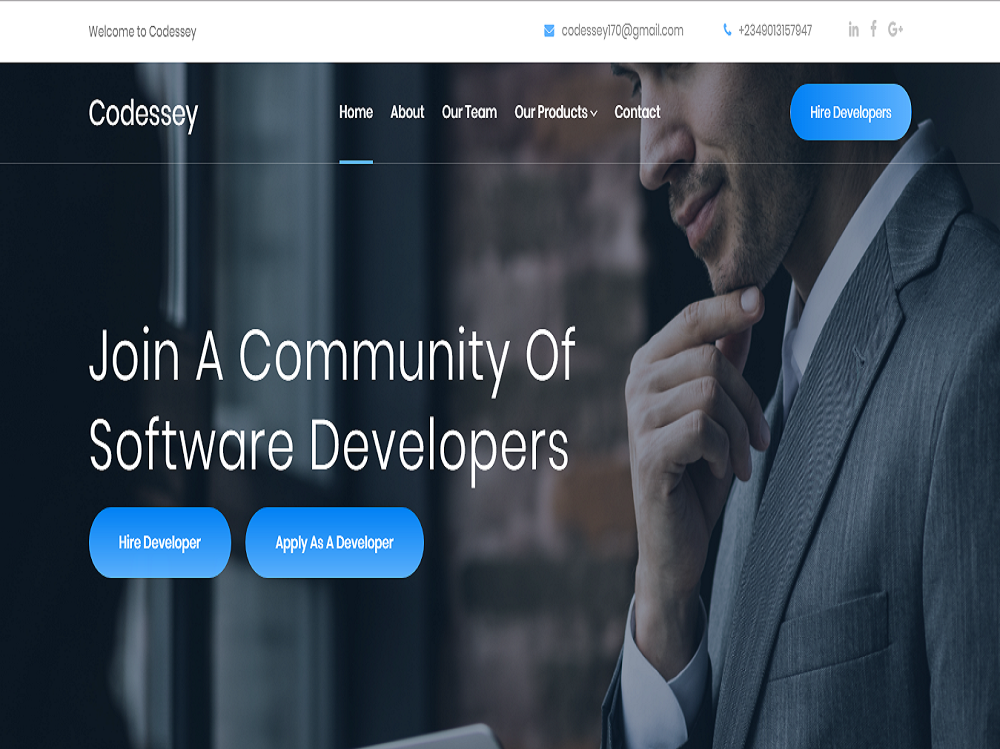 Welcome to Codessey
codessey170@gmail.com
+2349013157947
in f G+
Codessey
Home About Our Team Our Products Contact
Hire Developers
Join A Community Of
Software Developers
Hire Developer
Apply As A Developer